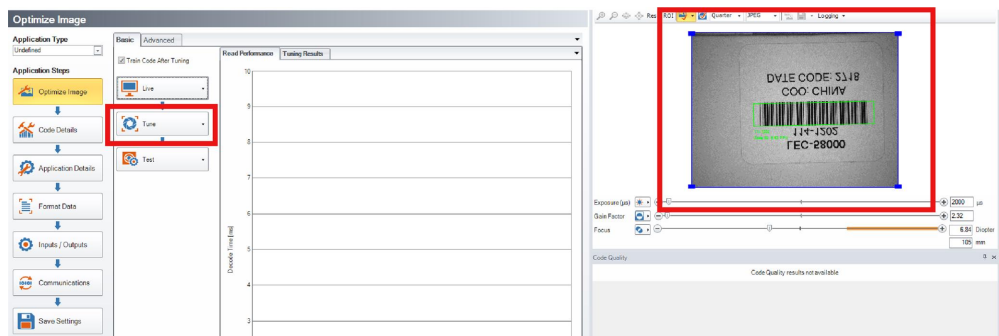 Optimize Image
Application Type
Undefined
Application Steps
Optimize Image
Code Details
Application Details
Format Data
Inputs / Outputs
Communications
Save Settings
Basic Advanced
Train Code After Tuning
Live
Tune
Test
Read Performance Tuning Results
10
9
8
7
6
4
3
Decode Time [ms]
ROI Quarter JPEG Logging
DATE CODE: 2118
COO: CHINA
114-1202
LEC-58000
Exposure (µs) 2000 µs
Gain Factor 2.32
Focus 6.84 Diopter
105 mm
Code Quality
Code Quality results not available